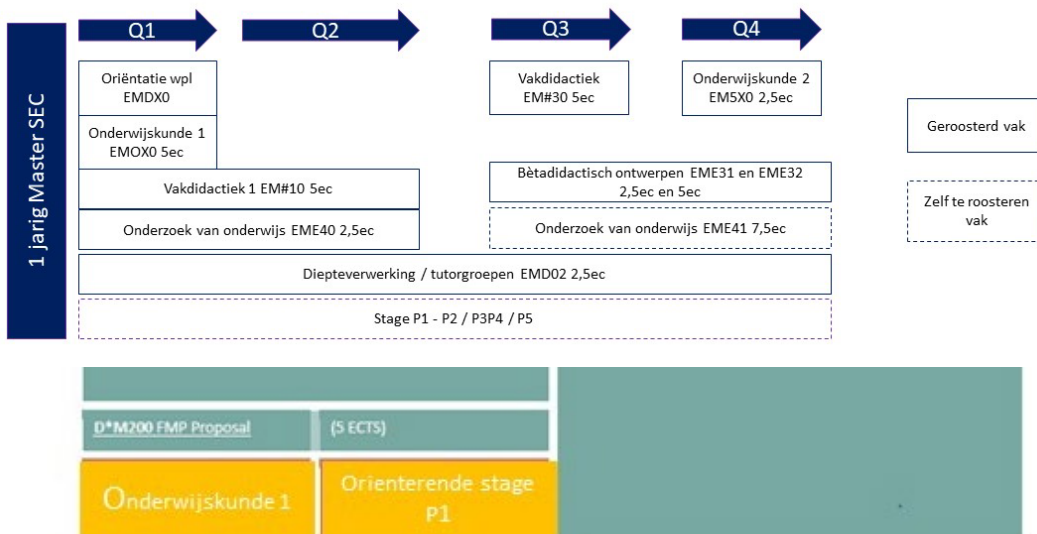 1 jarig Master SEC
Q1
Q2
Q3
Q4
Oriëntatie wpl
EMDX0
Vakdidactiek
EM#30 5ec
Onderwijskunde 2
EM5X0 2,5ec
Geroosterd vak
Onderwijskunde 1
EMOX0 5ec
Vakdidactiek 1 EM#10 5ec
Bètadidactisch ontwerpen EME31 en EME32
2,5ec en 5ec
Zelf te roosteren
vak
Onderzoek van onderwijs EME40 2,5ec
Onderzoek van onderwijs EME41 7,5ec
Diepteverwerking / tutorgroepen EMD02 2,5ec
Stage P1 - P2 / P3P4 / P5
D*M200 FMP Proposal
(5 ECTS)
Onderwijskunde 1
Orienterende stage
P1